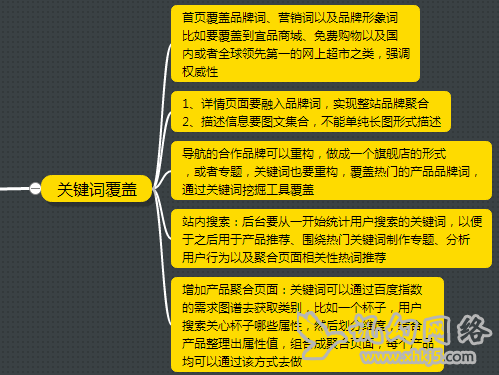 首页覆盖品牌词、营销词以及品牌形象词
比如要覆盖到宜品商域、免费购物以及国
内或者全球领先第一的网上超市之类，强调
权威性
1、详情页面要融入品牌词，实现整站品牌聚合
2、描述信息要图文集合，不能单纯长图形式描述
导航的合作品牌可以重构，做成一个旗舰店的形式
，或者专题，关键词也要重构，覆盖热门的产品品牌词，
通过关键词挖掘工具覆盖
关键词覆盖
站内搜索：后台要从一开始统计用户搜索的关键词，以便
于之后用于产品推荐、围绕热门关键词制作专题、分析
用户行为以及聚合页面相关性热词推荐
增加产品聚合页面：关键词可以通过百度指数
的需求图谱去获取类别，比如一个杯子，用户
搜索关心杯子哪些属性，然后划分维度，结合
产品整理出属性值，组合成聚合页面，每个产品
均可以通过该方式去做
网络
www.xhkj5.com